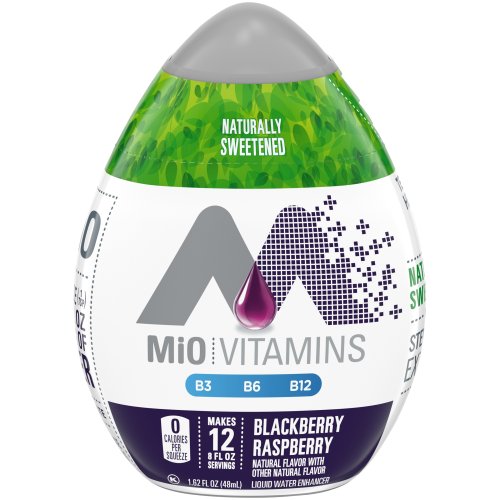 NATURALLY
SWEETENED
MiO VITAMINS
B3 B6 B12
0
CALORIES
PER
SQUEEZE
MAKES
12
8 FL OZ
SERVINGS
BLACKBERRY
RASPBERRY
NATURAL FLAVOR WITH
OTHER NATURAL FLAVOR
1.62 FL OZ (48mL)
LIQUID WATER ENHANCER